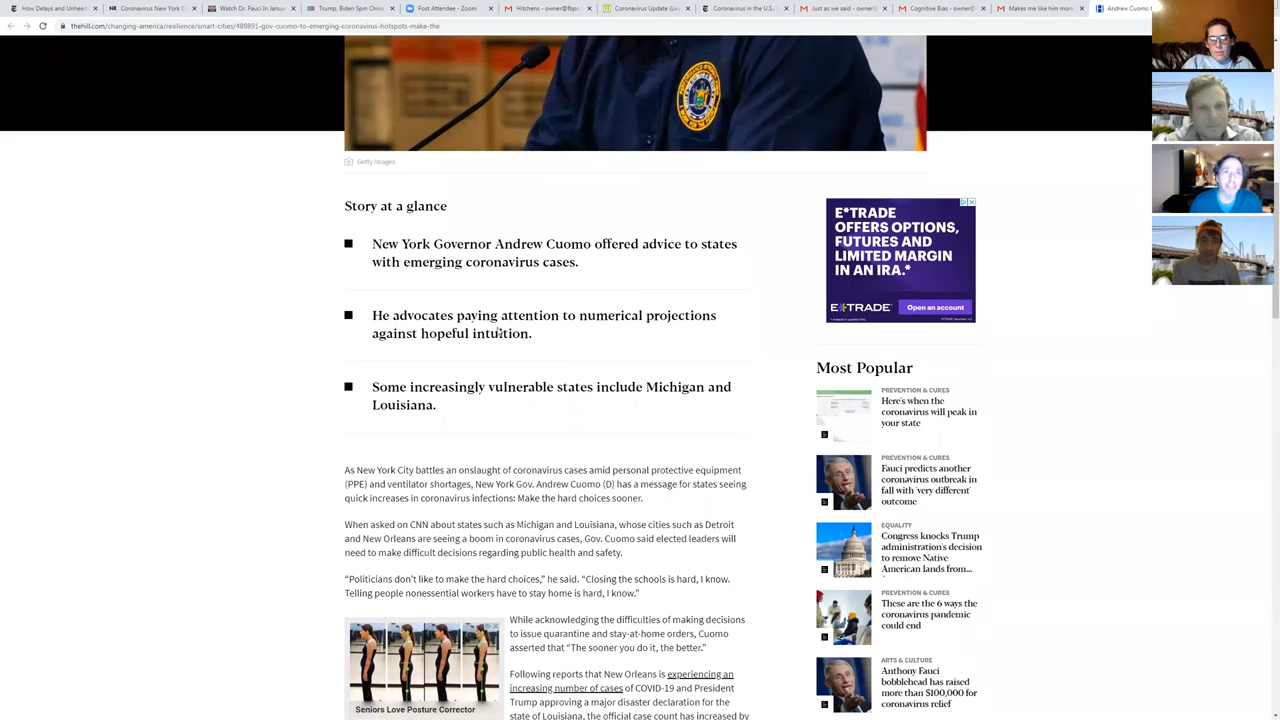 How Delays and Unheed
Coronavirus New York C
Watch Dr. Fauci In Janua
Trump, Biden Spin China
Post Attendee - Zoom
Hitchens - owner@fbpc.
Coronavirus Update (Live
Coronavirus in the U.S.:
Just as we said - owner@
Cognitive Bias - owner@
Makes me like him more
Andrew Cuomo t
thehill.com/changing-america/resilience/smart-cities/489891-gov-cuomo-to-emerging-coronavirus-hotspots-make-the
Getty Images
Story at a glance
New York Governor Andrew Cuomo offered advice to states
with emerging coronavirus cases.
He advocates paying attention to numerical projections
against hopeful intuition.
Some increasingly vulnerable states include Michigan and
Louisiana.
As New York City battles an onslaught of coronavirus cases amid personal protective equipment
(PPE) and ventilator shortages, New York Gov. Andrew Cuomo (D) has a message for states seeing
quick increases in coronavirus infections: Make the hard choices sooner.
When asked on CNN about states such as Michigan and Louisiana, whose cities such as Detroit
and New Orleans are seeing a boom in coronavirus cases, Gov. Cuomo said elected leaders will
need to make difficult decisions regarding public health and safety.
“Politicians don't like to make the hard choices,” he said. “Closing the schools is hard, I know.
Telling people nonessential workers have to stay home is hard, I know.”
While acknowledging the difficulties of making decisions
to issue quarantine and stay-at-home orders, Cuomo
asserted that “The sooner you do it, the better.”
Following reports that New Orleans is experiencing an
increasing number of cases of COVID-19 and President
Trump approving a major disaster declaration for the
state of Louisiana, the official case count has increased by
Seniors Love Posture Corrector
E*TRADE
OFFERS OPTIONS,
FUTURES AND
LIMITED MARGIN
IN AN IRA.*
E*TRADE
Open an account
Most Popular
PREVENTION & CURES
Here's when the
coronavirus will peak in
your state
PREVENTION & CURES
Fauci predicts another
coronavirus outbreak in
fall with 'very different'
outcome
EQUALITY
Congress knocks Trump
administration's decision
to remove Native
American lands from...
PREVENTION & CURES
These are the 6 ways the
coronavirus pandemic
could end
ARTS & CULTURE
Anthony Fauci
bobblehead has raised
more than $100,000 for
coronavirus relief